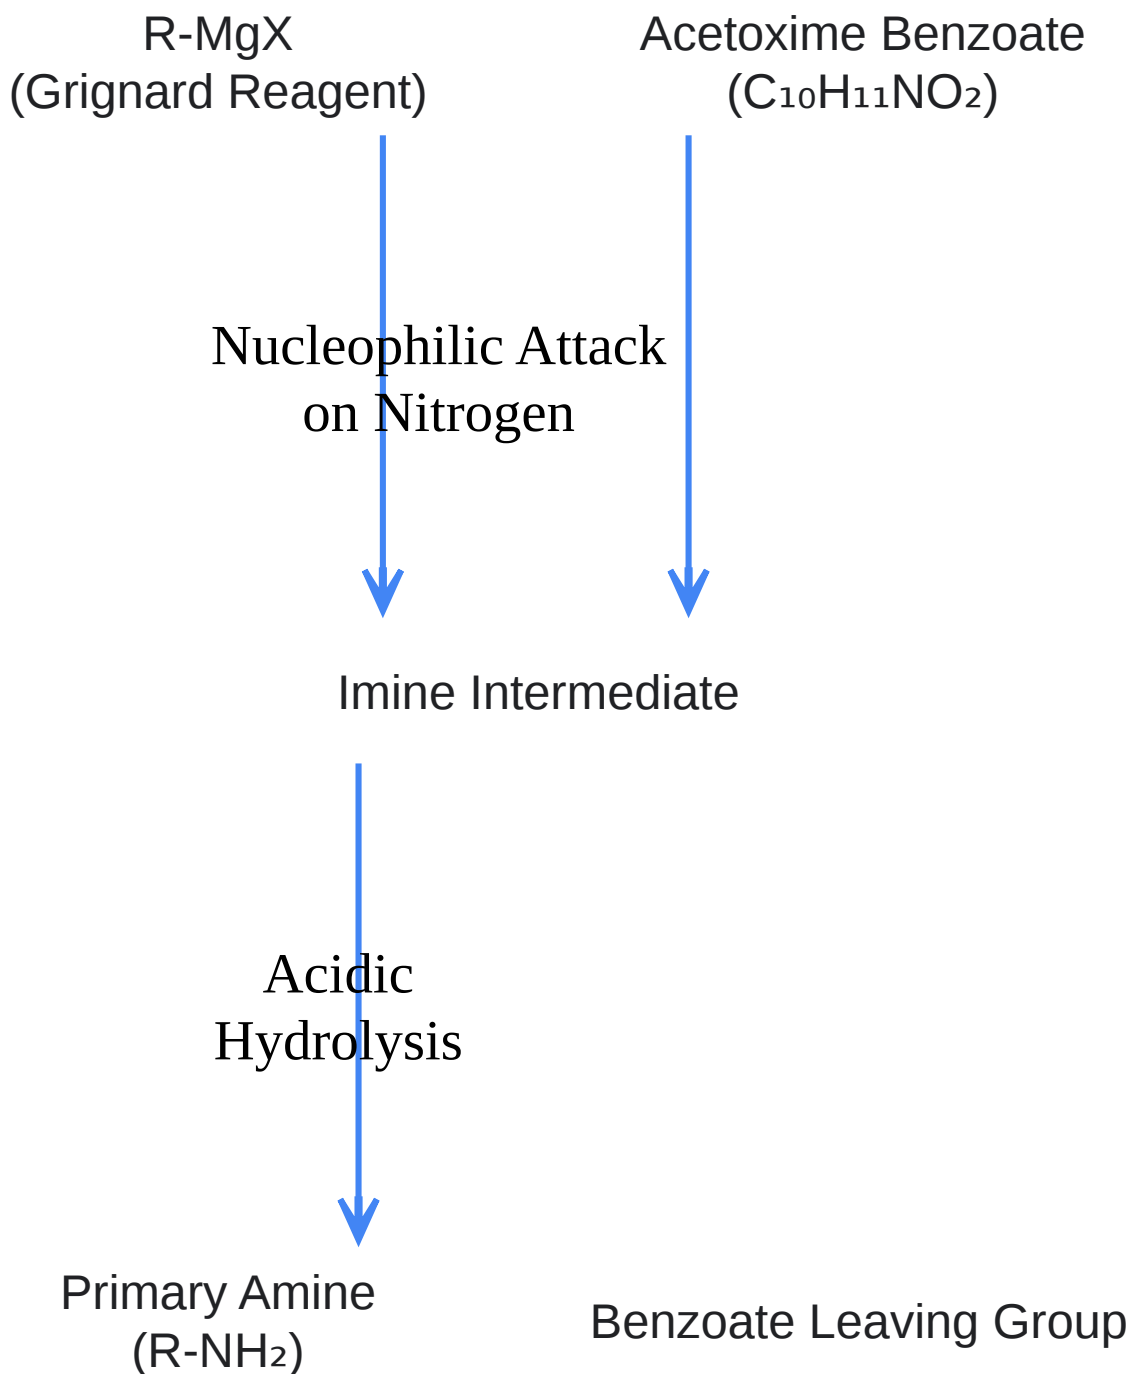 R-MgX
(Grignard Reagent)
Acetoxime Benzoate
(C₁₀H₁₁NO₂)
Nucleophilic Attack
on Nitrogen
Imine Intermediate
Acidic
Hydrolysis
Primary Amine
(R-NH₂)
Benzoate Leaving Group